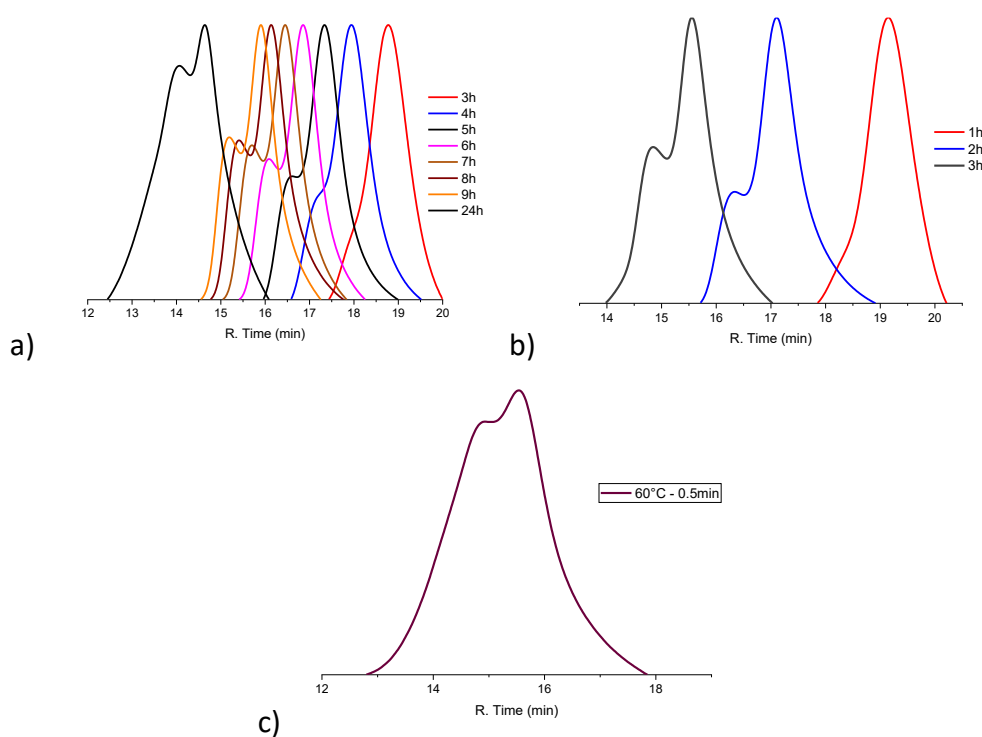 3h
4h
5h
6h
7h
8h
9h
24h
12 13 14 15 16 17 18 19 20
R. Time (min)
a)
1h
2h
3h
14 15 16 17 18 19 20
R. Time (min)
b)
60°C - 0.5min
12 14 16 18
R. Time (min)
c)